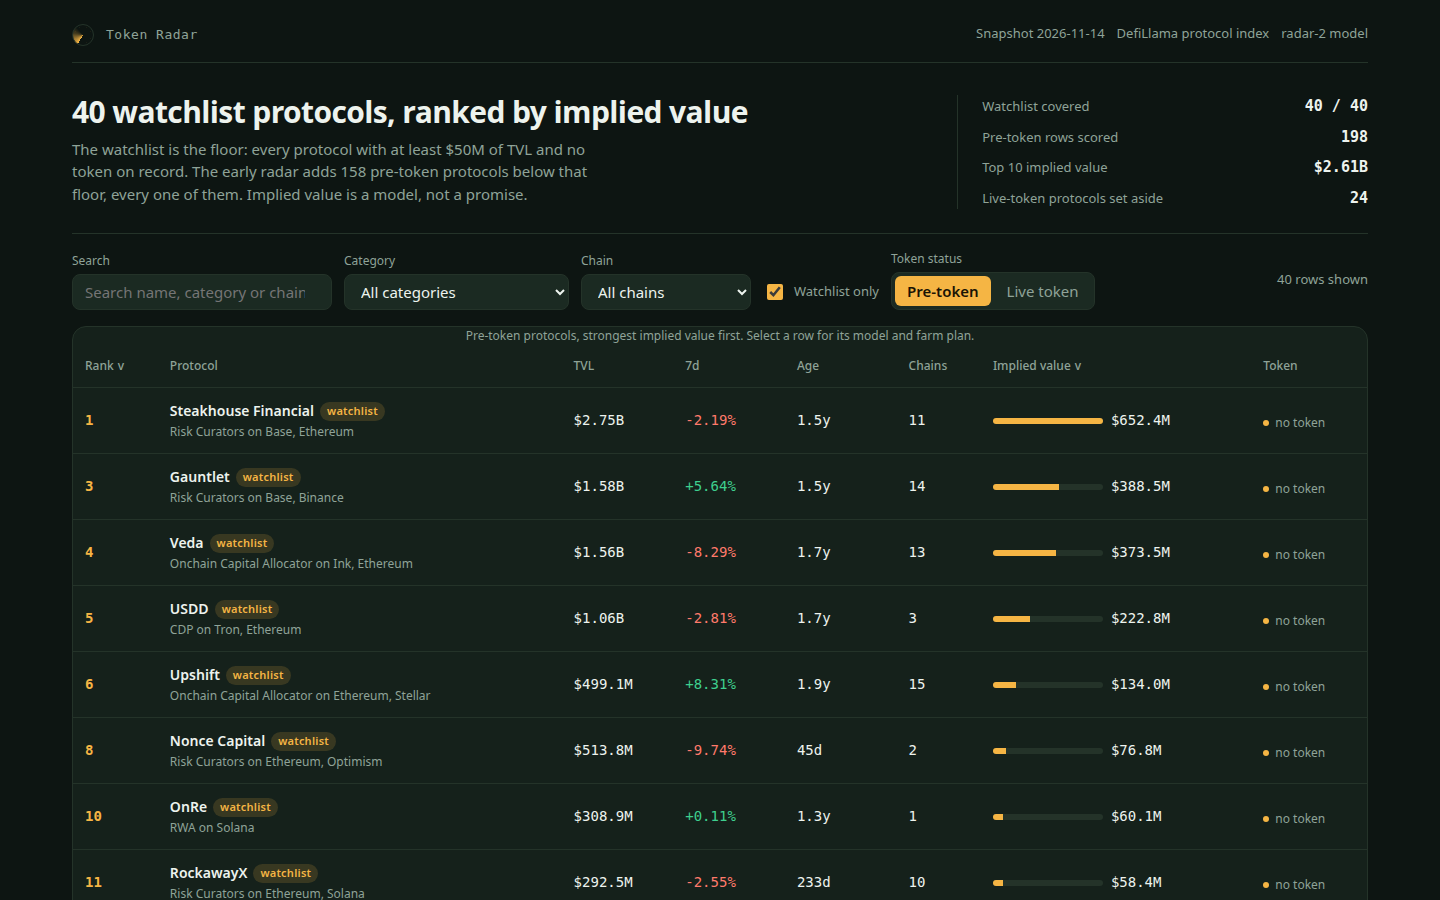 Token Radar
Snapshot 2026-11-14 DefiLlama protocol index radar-2 model
40 watchlist protocols, ranked by implied value
The watchlist is the floor: every protocol with at least $50M of TVL and no
token on record. The early radar adds 158 pre-token protocols below that
floor, every one of them. Implied value is a model, not a promise.
Watchlist covered 40 / 40
Pre-token rows scored 198
Top 10 implied value $2.61B
Live-token protocols set aside 24
Search Category Chain Token status
Search name, category or chain All categories All chains Watchlist only Pre-token Live token 40 rows shown
Pre-token protocols, strongest implied value first. Select a row for its model and farm plan.
Rank v Protocol TVL 7d Age Chains Implied value v Token
1 Steakhouse Financial watchlist $2.75B -2.19% 1.5y 11 $652.4M no token
Risk Curators on Base, Ethereum
3 Gauntlet watchlist $1.58B +5.64% 1.5y 14 $388.5M no token
Risk Curators on Base, Binance
4 Veda watchlist $1.56B -8.29% 1.7y 13 $373.5M no token
Onchain Capital Allocator on Ink, Ethereum
5 USDD watchlist $1.06B -2.81% 1.7y 3 $222.8M no token
CDP on Tron, Ethereum
6 Upshift watchlist $499.1M +8.31% 1.9y 15 $134.0M no token
Onchain Capital Allocator on Ethereum, Stellar
8 Nonce Capital watchlist $513.8M -9.74% 45d 2 $76.8M no token
Risk Curators on Ethereum, Optimism
10 OnRe watchlist $308.9M +0.11% 1.3y 1 $60.1M no token
RWA on Solana
11 RockawayX watchlist $292.5M -2.55% 233d 10 $58.4M no token
Risk Curators on Ethereum, Solana